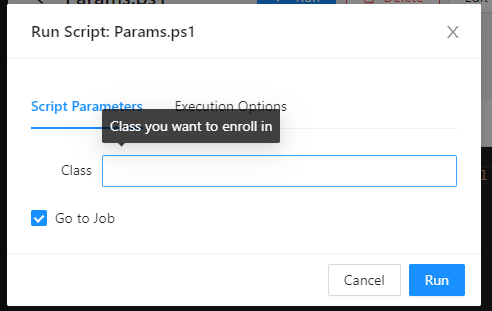 Run Script: Params.ps1
Script Parameters
Execution Options
Class you want to enroll in
Class
Go to Job
Cancel
Run